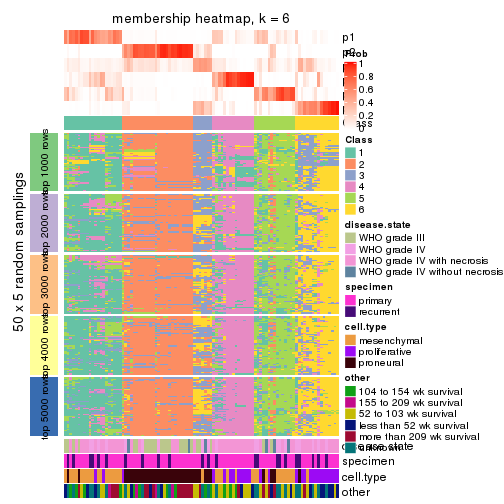 membership heatmap, k = 6
p1
p2
Prob
1
0.8
0.6
0.4
0.2
0
Class
50 x 5 random samplings
top 1000 rows
top 2000 rows
top 3000 rows
top 4000 rows
top 5000 rows
Class
1
2
3
4
5
6
disease.state
WHO grade III
WHO grade IV
WHO grade IV with necrosis
WHO grade IV without necrosis
specimen
primary
recurrent
cell.type
mesenchymal
proliferative
proneural
other
104 to 154 wk survival
155 to 209 wk survival
52 to 103 wk survival
less than 52 wk survival
more than 209 wk survival
unknown
disease.state
specimen
cell.type
other